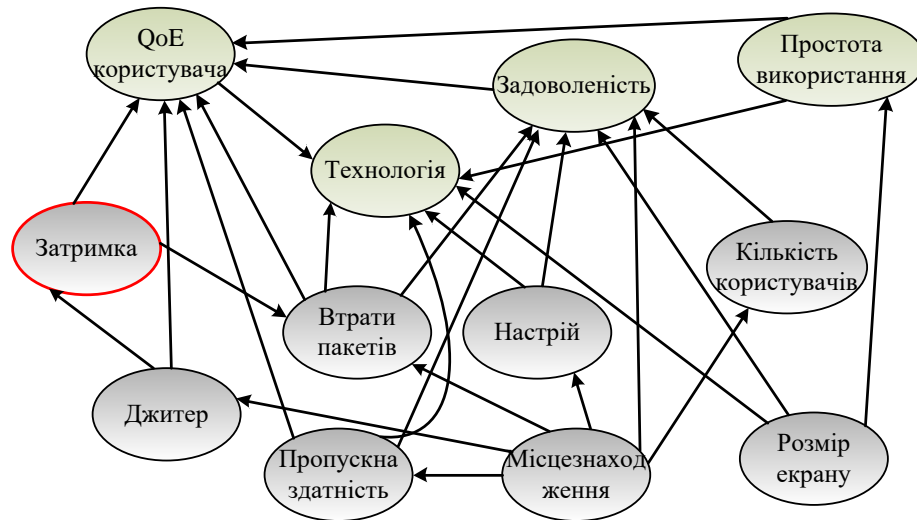 QoE
користувача
Простота
використання
Задоволеність
Технологія
Затримка
Кількість
користувачів
Втрати
пакетів
Настрій
Джитер
Пропускна
здатність
Місцезнаход
ження
Розмір
екрану